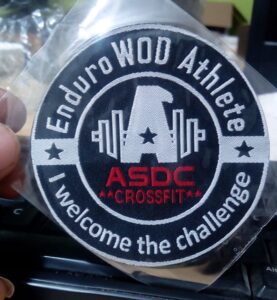 EnduroWOD Athlete
A
ASDC
**CROSSFIT**
I welcome the challenge